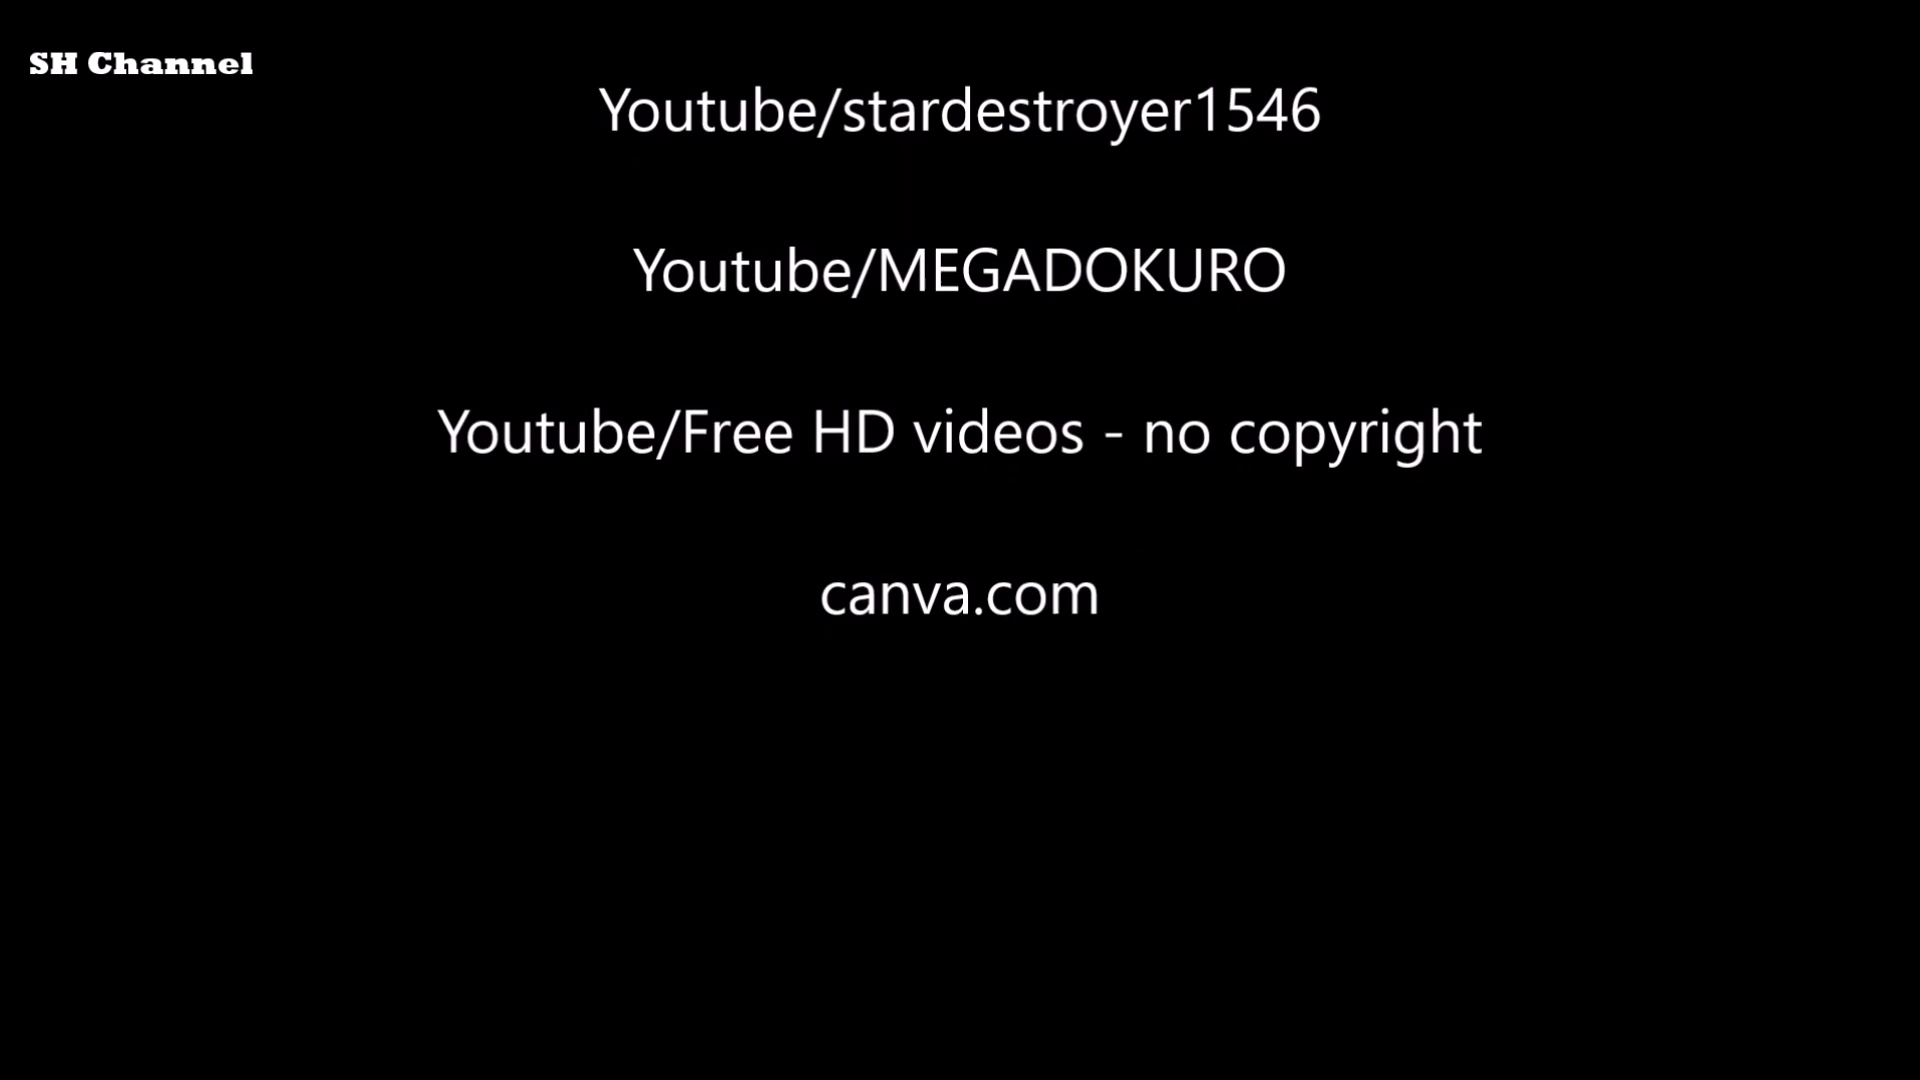 SH Channel
Youtube/stardestroyer1546
Youtube/MEGADOKURO
Youtube/Free HD videos - no copyright
canva.com